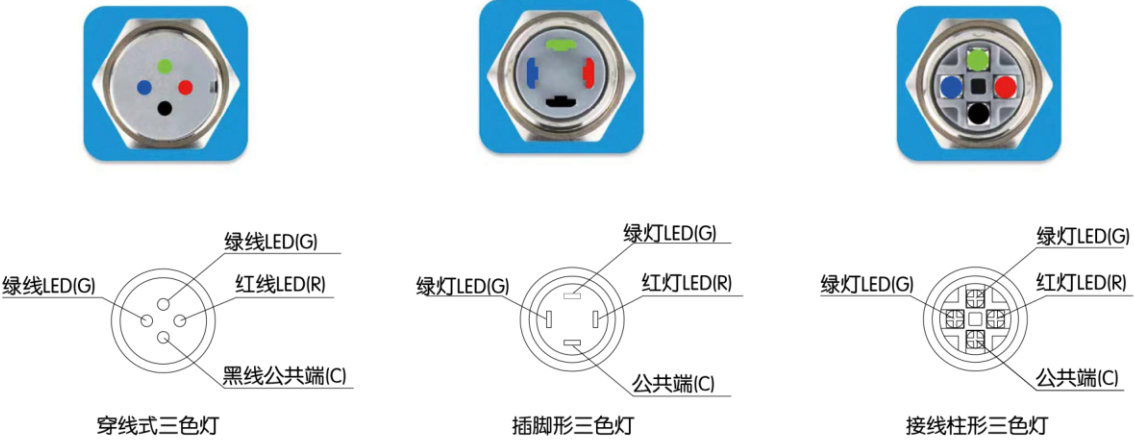 绿线LED(G)
绿线LED(G)
红线LED(R)
黑线公共端(C)
穿线式三色灯
绿灯LED(G)
绿灯LED(G)
红灯LED(R)
公共端(C)
插脚形三色灯
绿灯LED(G)
绿灯LED(G)
红灯LED(R)
公共端(C)
接线柱形三色灯